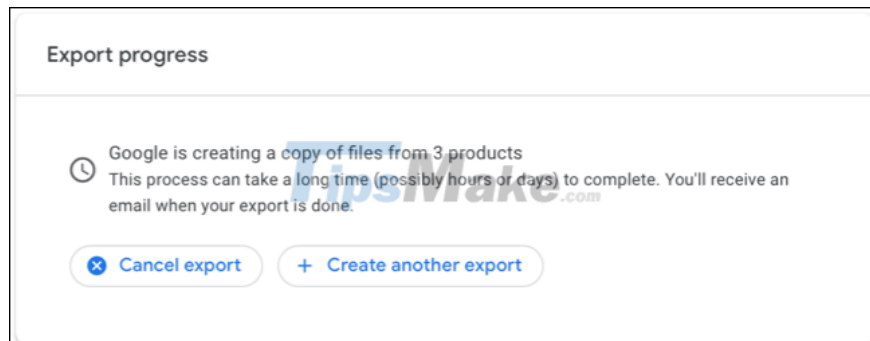 Export progress
Google is creating a copy of files from 3 products
This process can take a long time (possibly hours or days) to complete. You'll receive an
email when your export is done.
TipsMake.com
Cancel export
+ Create another export